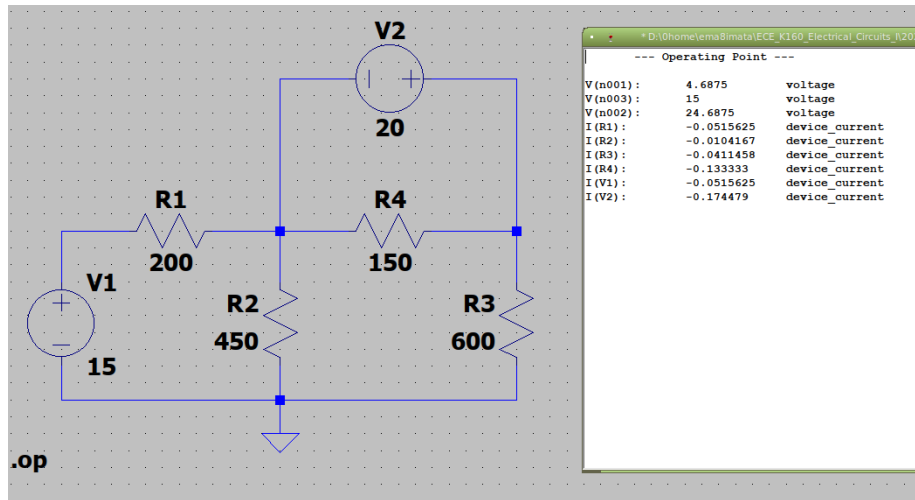 V2
20
R1
200
R4
150
V1
15
R2
450
R3
600
.op
* D:\0home\ema8imata\ECE_K160_Electrical_Circuits_I\20
--- Operating Point ---
V(n001): 4.6875 voltage
V(n003): 15 voltage
V(n002): 24.6875 voltage
I(R1): -0.0515625 device_current
I(R2): -0.0104167 device_current
I(R3): -0.0411458 device_current
I(R4): -0.133333 device_current
I(V1): -0.0515625 device_current
I(V2): -0.174479 device_current